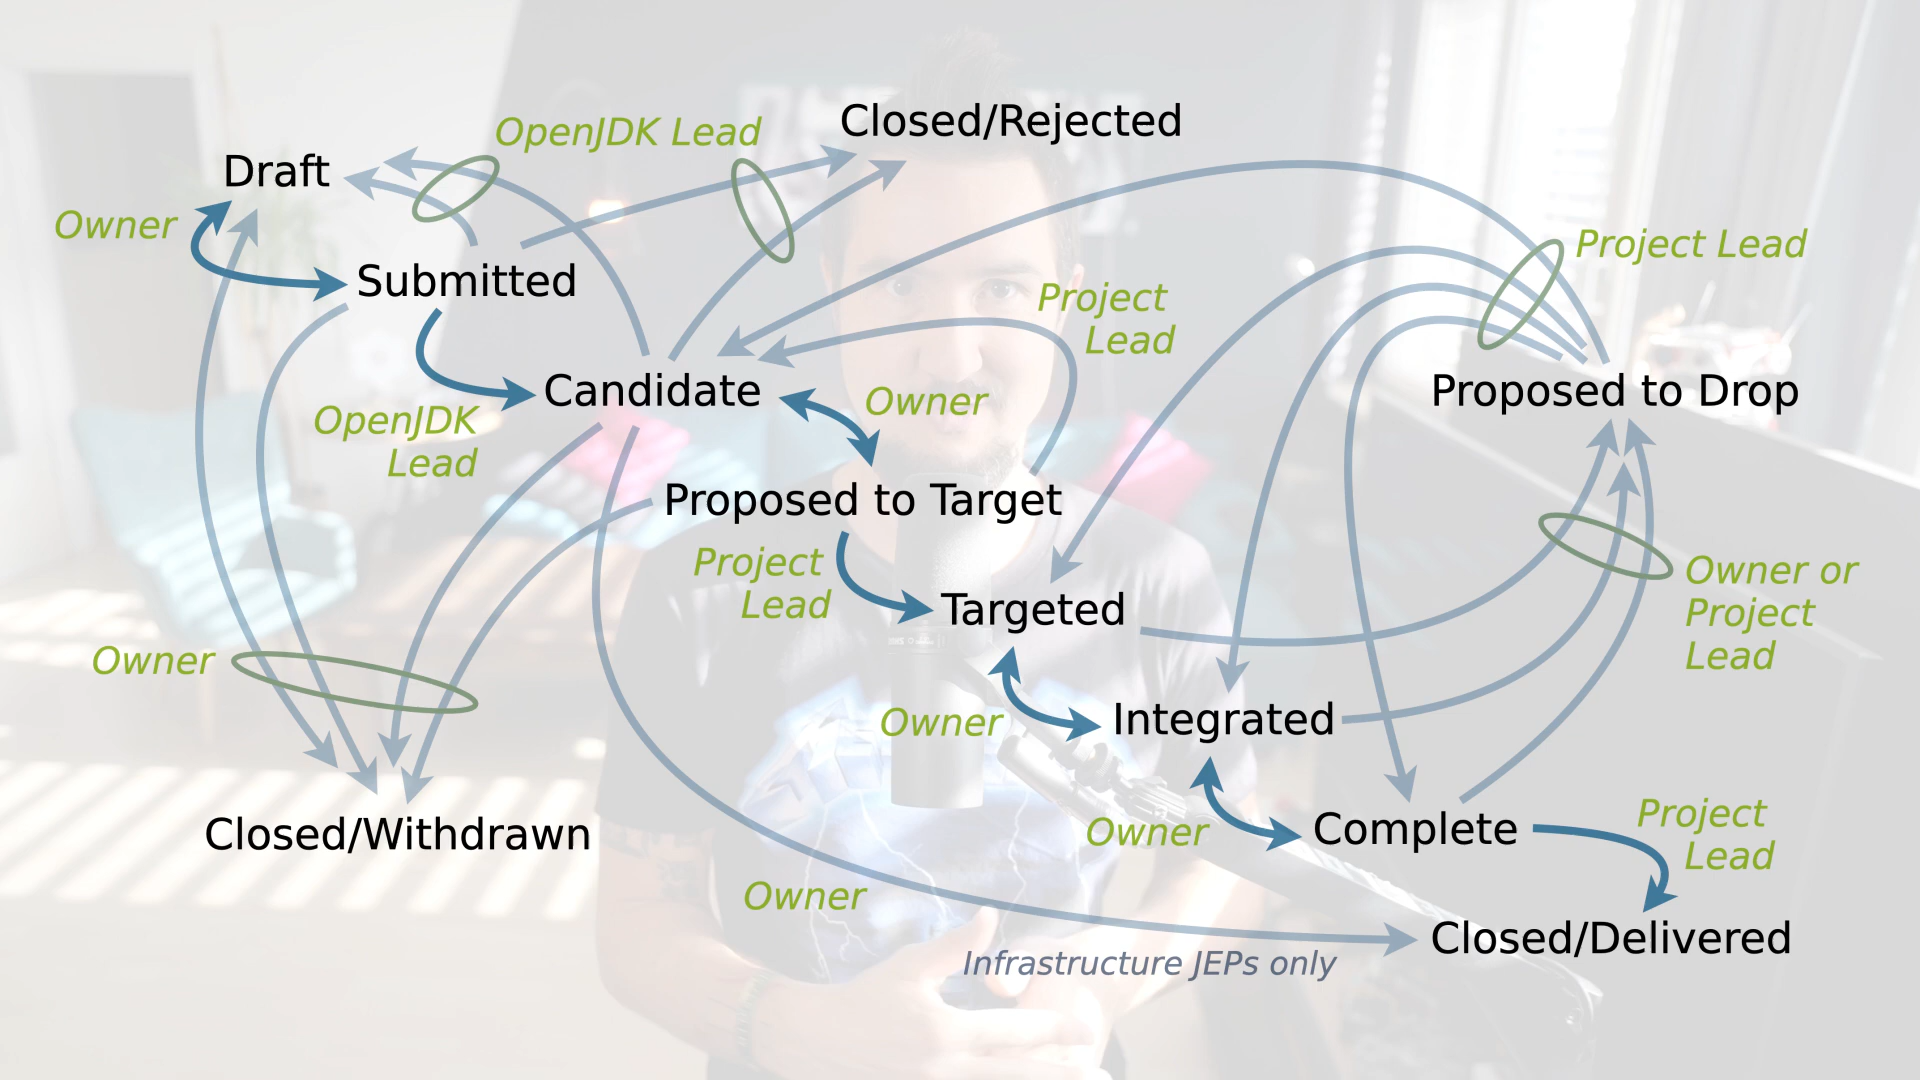 Closed/Rejected
OpenJDK Lead
Draft
Owner
Project Lead
Submitted
Project
Lead
Candidate
Owner
Proposed to Drop
OpenJDK
Lead
Proposed to Target
Project
Lead
Owner or
Project
Lead
Targeted
Owner
Owner
Integrated
Closed/Withdrawn
Owner
Complete
Project
Lead
Owner
Closed/Delivered
Infrastructure JEPs only